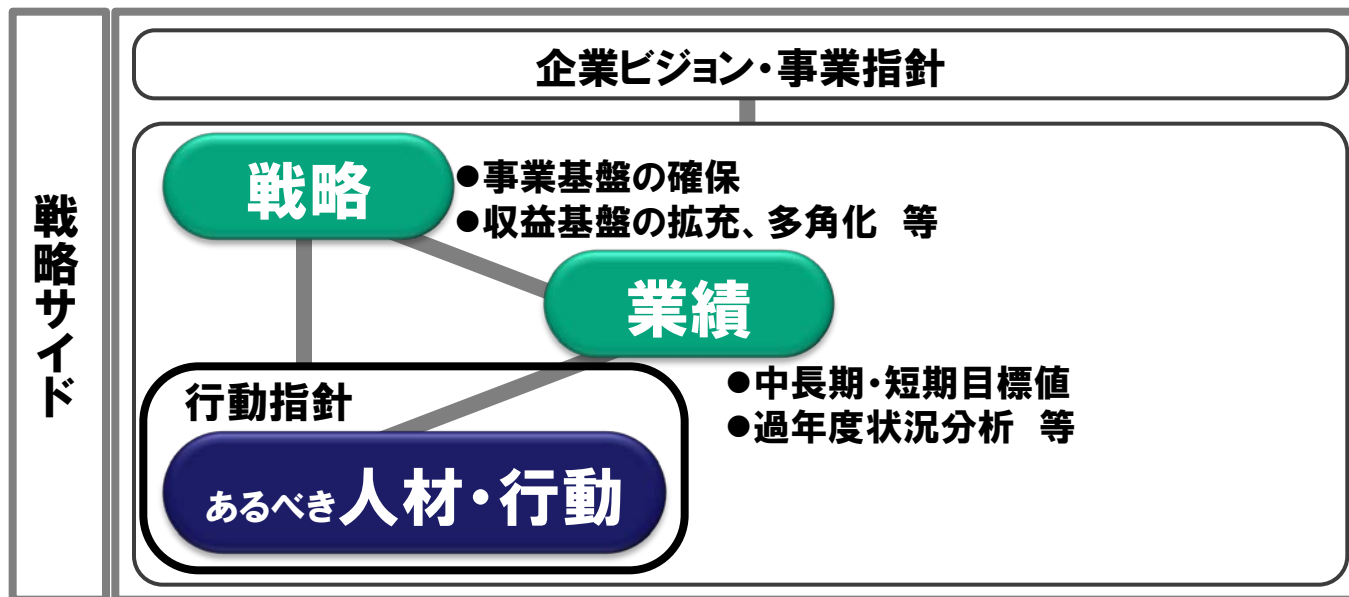 戦略サイド
企業ビジョン・事業指針
戦略
●事業基盤の確保
●収益基盤の拡充、多角化　等
業績
●中長期・短期目標値
●過年度状況分析　等
行動指針
あるべき人材・行動